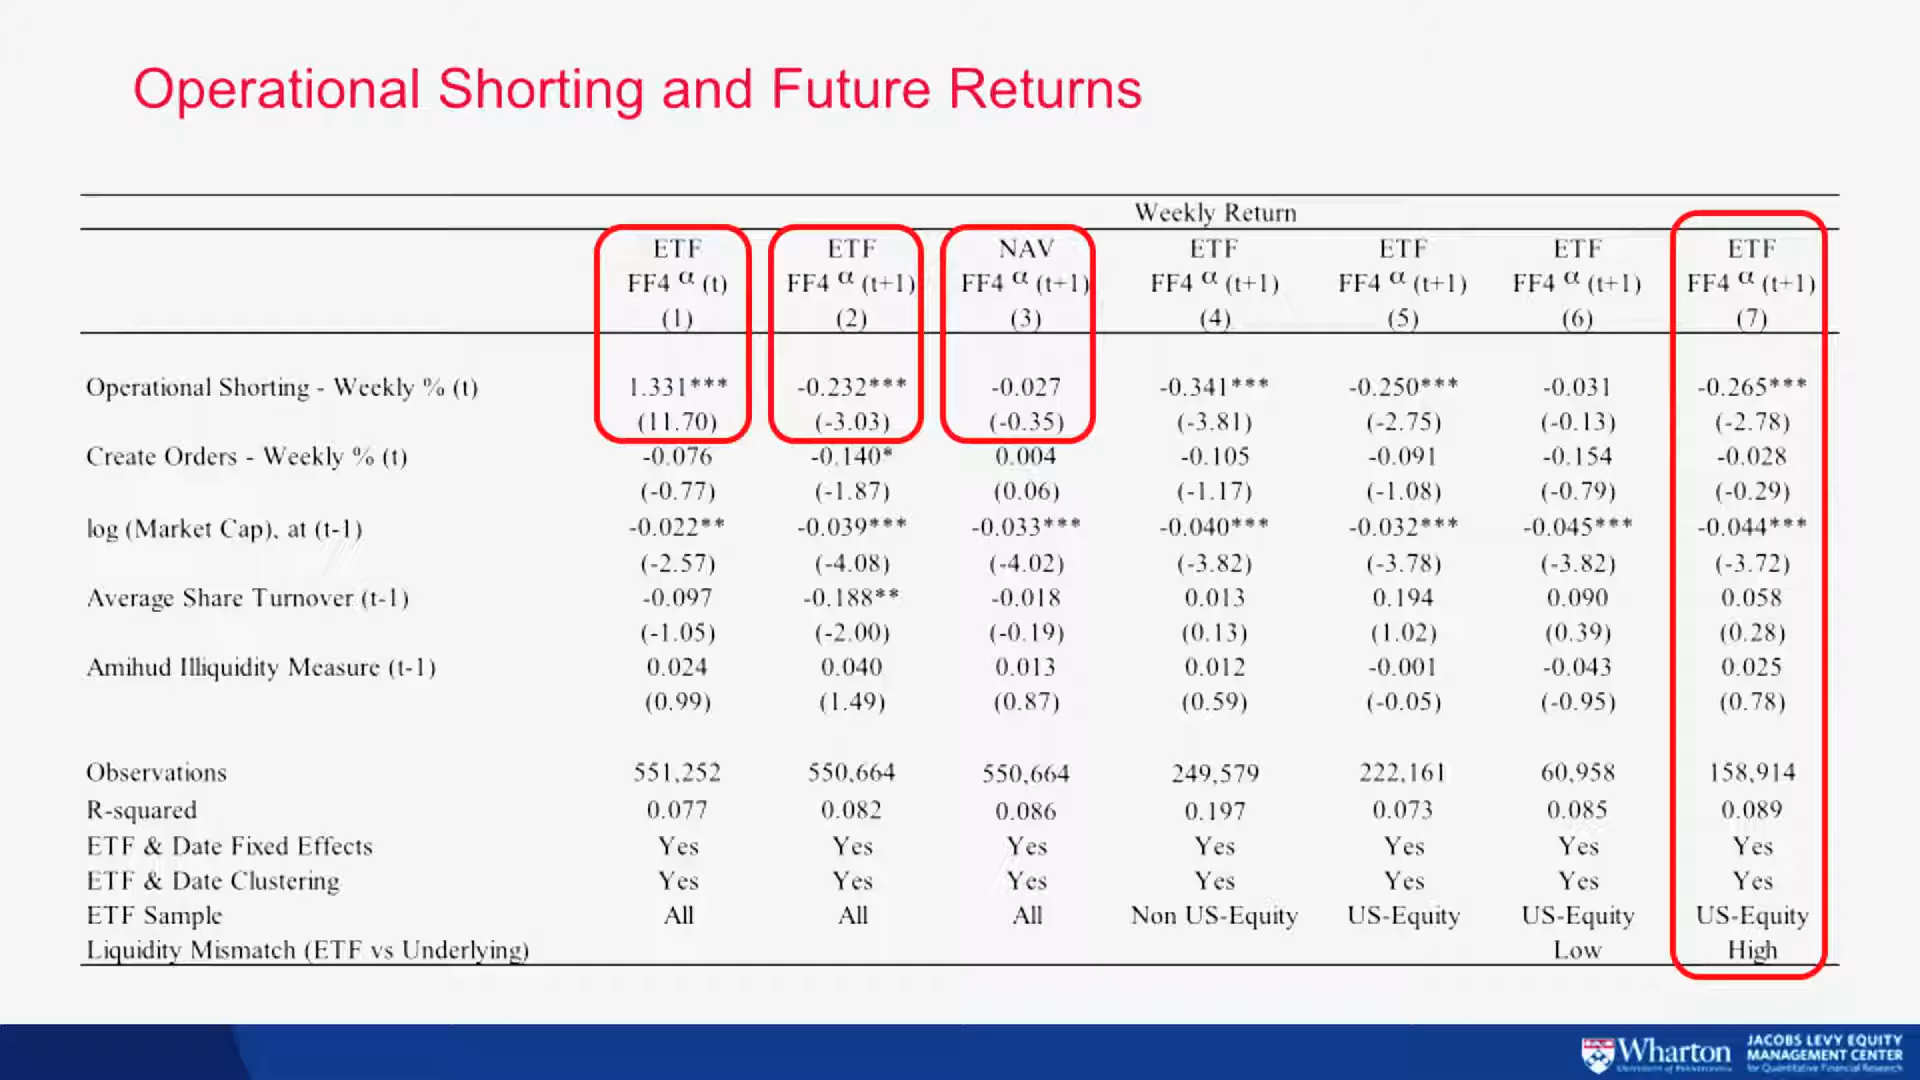 Operational Shorting and Future Returns
Weekly Return
ETF ETF NAV ETF ETF ETF ETF
FF4 α (t) FF4 α (t+1) FF4 α (t+1) FF4 α (t+1) FF4 α (t+1) FF4 α (t+1) FF4 α (t+1)
(1) (2) (3) (4) (5) (6) (7)
Operational Shorting - Weekly % (t) 1.331*** -0.232*** -0.027 -0.341*** -0.250*** -0.031 -0.265***
(11.70) (-3.03) (-0.35) (-3.81) (-2.75) (-0.13) (-2.78)
Create Orders - Weekly % (t) -0.076 -0.140* 0.004 -0.105 -0.091 -0.154 -0.028
(-0.77) (-1.87) (0.06) (-1.17) (-1.08) (-0.79) (-0.29)
log (Market Cap), at (t-1) -0.022** -0.039*** -0.033*** -0.040*** -0.032*** -0.045*** -0.044***
(-2.57) (-4.08) (-4.02) (-3.82) (-3.78) (-3.82) (-3.72)
Average Share Turnover (t-1) -0.097 -0.188** -0.018 0.013 0.194 0.090 0.058
(-1.05) (-2.00) (-0.19) (0.13) (1.02) (0.39) (0.28)
Amihud Illiquidity Measure (t-1) 0.024 0.040 0.013 0.012 -0.001 -0.043 0.025
(0.99) (1.49) (0.87) (0.59) (-0.05) (-0.95) (0.78)
Observations 551,252 550,664 550,664 249,579 222,161 60,958 158,914
R-squared 0.077 0.082 0.086 0.197 0.073 0.085 0.089
ETF & Date Fixed Effects Yes Yes Yes Yes Yes Yes Yes
ETF & Date Clustering Yes Yes Yes Yes Yes Yes Yes
ETF Sample All All All Non US-Equity US-Equity US-Equity US-Equity
Liquidity Mismatch (ETF vs Underlying) Low High
Wharton
University of Pennsylvania
JACOBS LEVY EQUITY
MANAGEMENT CENTER
for Quantitative Financial Research